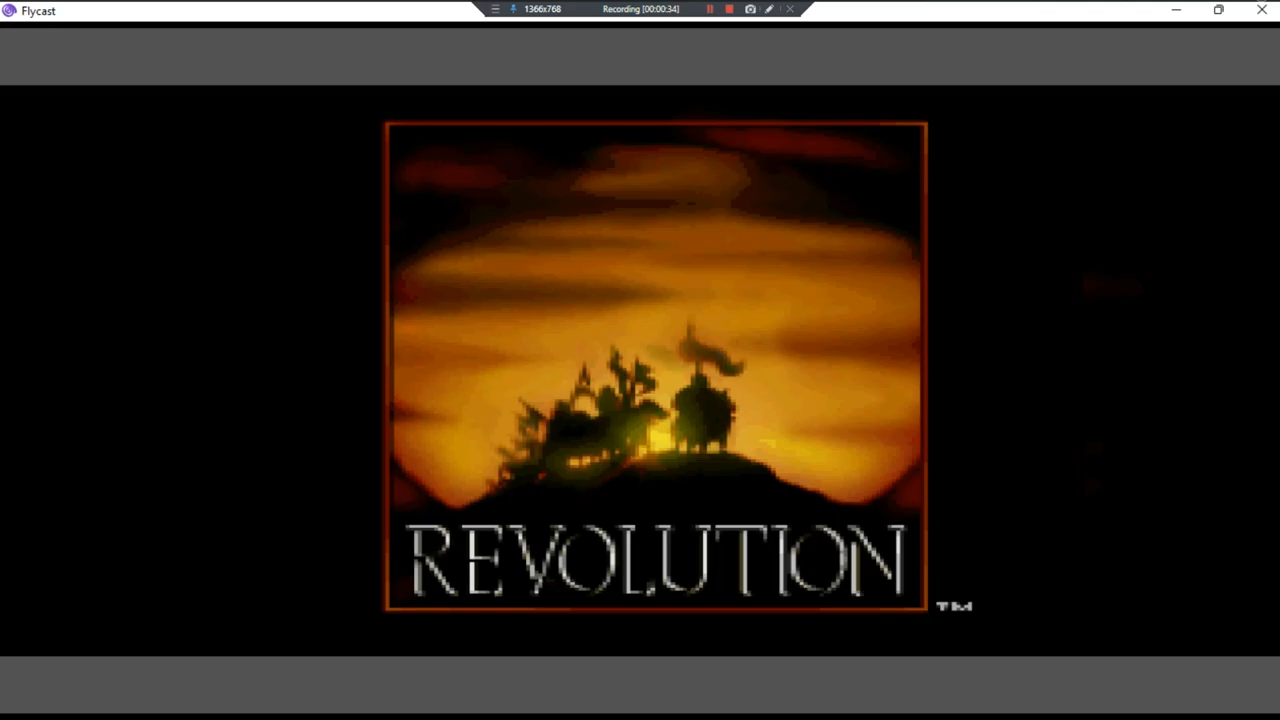 Flycast
1366x768
Recording [00:00:34]
REVOLUTION
TM